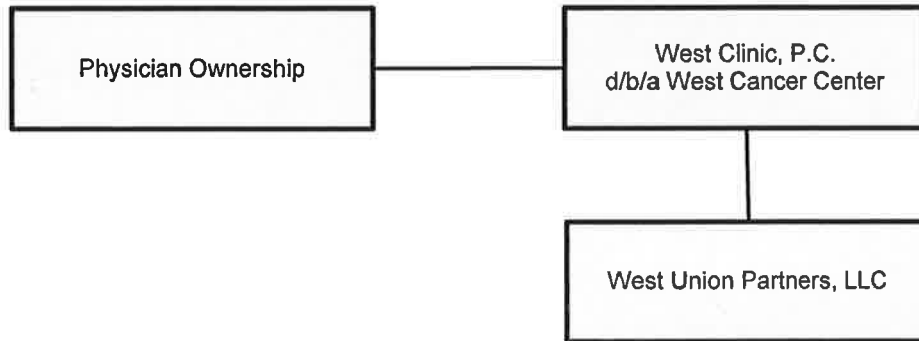 Physician Ownership
West Clinic, P.C.
d/b/a West Cancer Center
West Union Partners, LLC